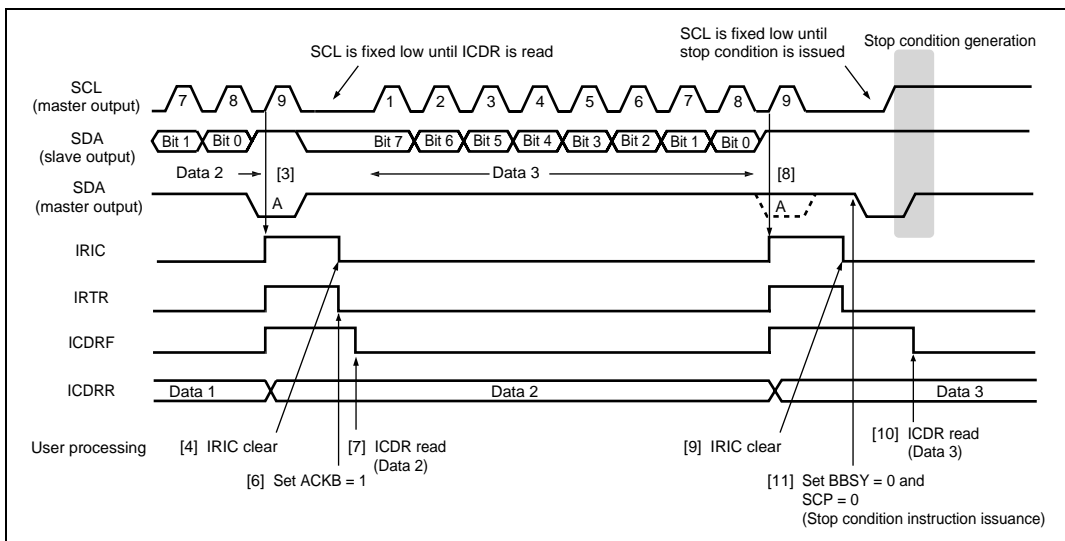 SCL is fixed low until ICDR is read
SCL is fixed low until
stop condition is issued
Stop condition generation
SCL
(master output)
7 8 9 1 2 3 4 5 6 7 8 9
SDA
(slave output)
Bit 1 Bit 0 Bit 7 Bit 6 Bit 5 Bit 4 Bit 3 Bit 2 Bit 1 Bit 0
Data 2 [3] Data 3 [8]
SDA
(master output)
A A
IRIC
IRTR
ICDRF
ICDRR
Data 1 Data 2 Data 3
User processing
[4] IRIC clear
[7] ICDR read
(Data 2)
[6] Set ACKB = 1
[9] IRIC clear
[10] ICDR read
(Data 3)
[11] Set BBSY = 0 and
SCP = 0
(Stop condition instruction issuance)